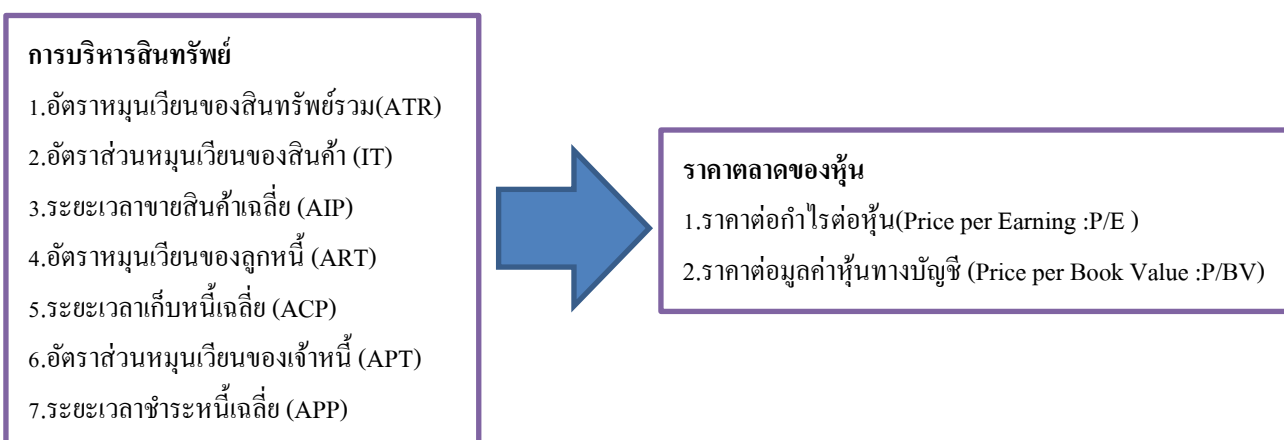 การบริหารสินทรัพย์
1.อัตราหมุนเวียนของสินทรัพย์รวม(ATR)
2.อัตราส่วนหมุนเวียนของสินค้า (IT)
3.ระยะเวลาขายสินค้าเฉลี่ย (AIP)
4.อัตราหมุนเวียนของลูกหนี้ (ART)
5.ระยะเวลาเก็บหนี้เฉลี่ย (ACP)
6.อัตราส่วนหมุนเวียนของเจ้าหนี้ (APT)
7.ระยะเวลาชำระหนี้เฉลี่ย (APP)
ราคาตลาดของหุ้น
1.ราคาต่อกำไรต่อหุ้น(Price per Earning :P/E )
2.ราคาต่อมูลค่าหุ้นทางบัญชี (Price per Book Value :P/BV)